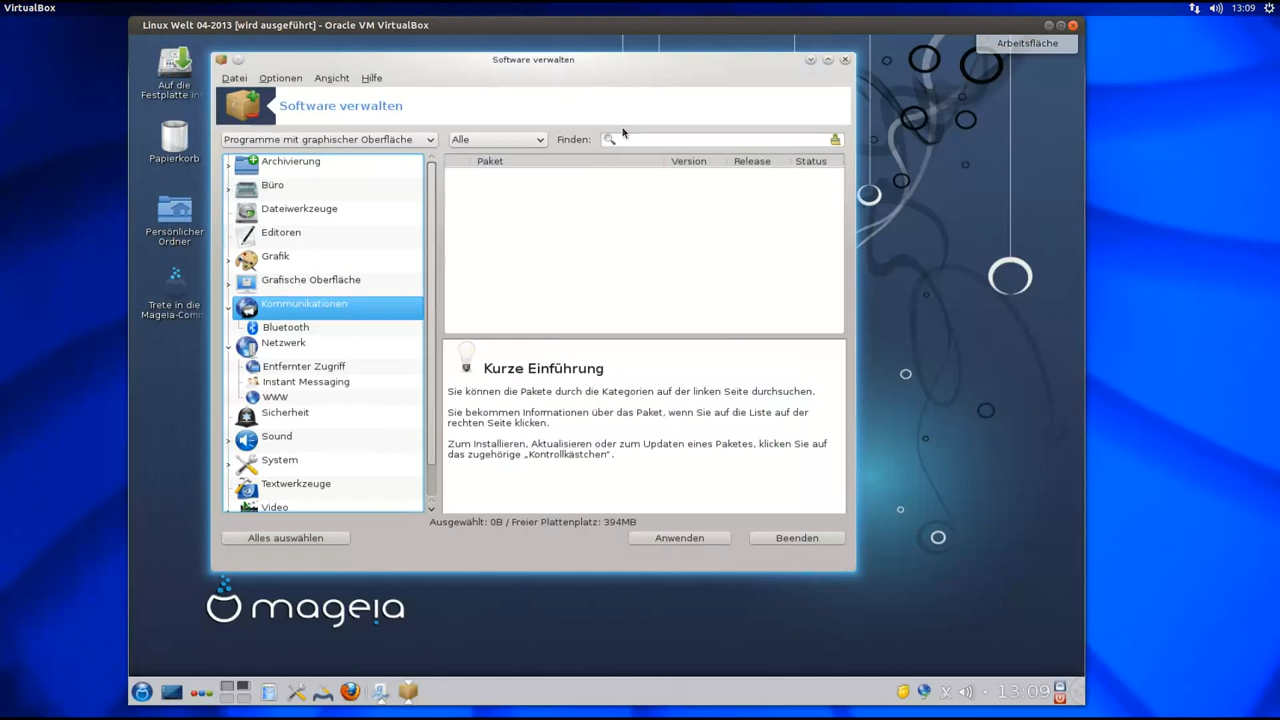 VirtualBox
13:09
Linux Welt 04-2013 [wird ausgeführt] - Oracle VM VirtualBox
Arbeitsfläche
Auf die
Festplatte in
Papierkorb
Persönlicher
Ordner
Trete in die
Mageia-Com
Software verwalten
Datei Optionen Ansicht Hilfe
Software verwalten
Programme mit graphischer Oberfläche
Alle
Finden:
Archivierung
Büro
Dateiwerkzeuge
Editoren
Grafik
Grafische Oberfläche
Kommunikationen
Bluetooth
Netzwerk
Entfernter Zugriff
Instant Messaging
WWW
Sicherheit
Sound
System
Textwerkzeuge
Video
Paket Version Release Status
Kurze Einführung
Sie können die Pakete durch die Kategorien auf der linken Seite durchsuchen.
Sie bekommen Informationen über das Paket, wenn Sie auf die Liste auf der
rechten Seite klicken.
Zum Installieren, Aktualisieren oder zum Updaten eines Paketes, klicken Sie auf
das zugehörige „Kontrollkästchen“.
Ausgewählt: 0B / Freier Plattenplatz: 394MB
Alles auswählen
Anwenden
Beenden
mageia
13:09